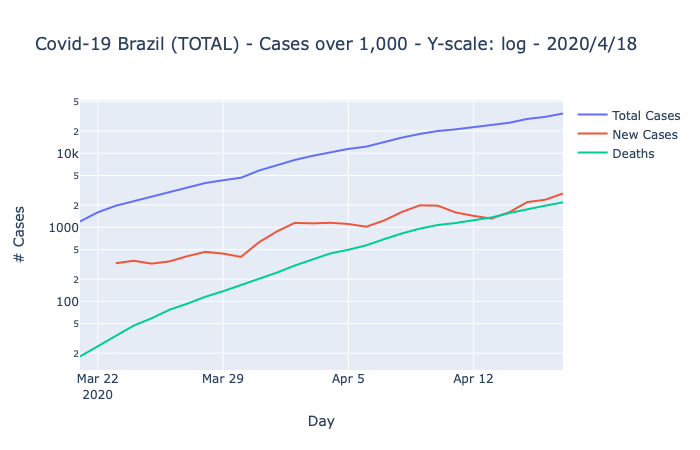 Covid-19 Brazil (TOTAL) - Cases over 1,000 - Y-scale: log - 2020/4/18
Total Cases
New Cases
Deaths
# Cases
5
2
10k
5
2
1000
5
2
100
5
2
Mar 22
2020
Mar 29
Apr 5
Apr 12
Day